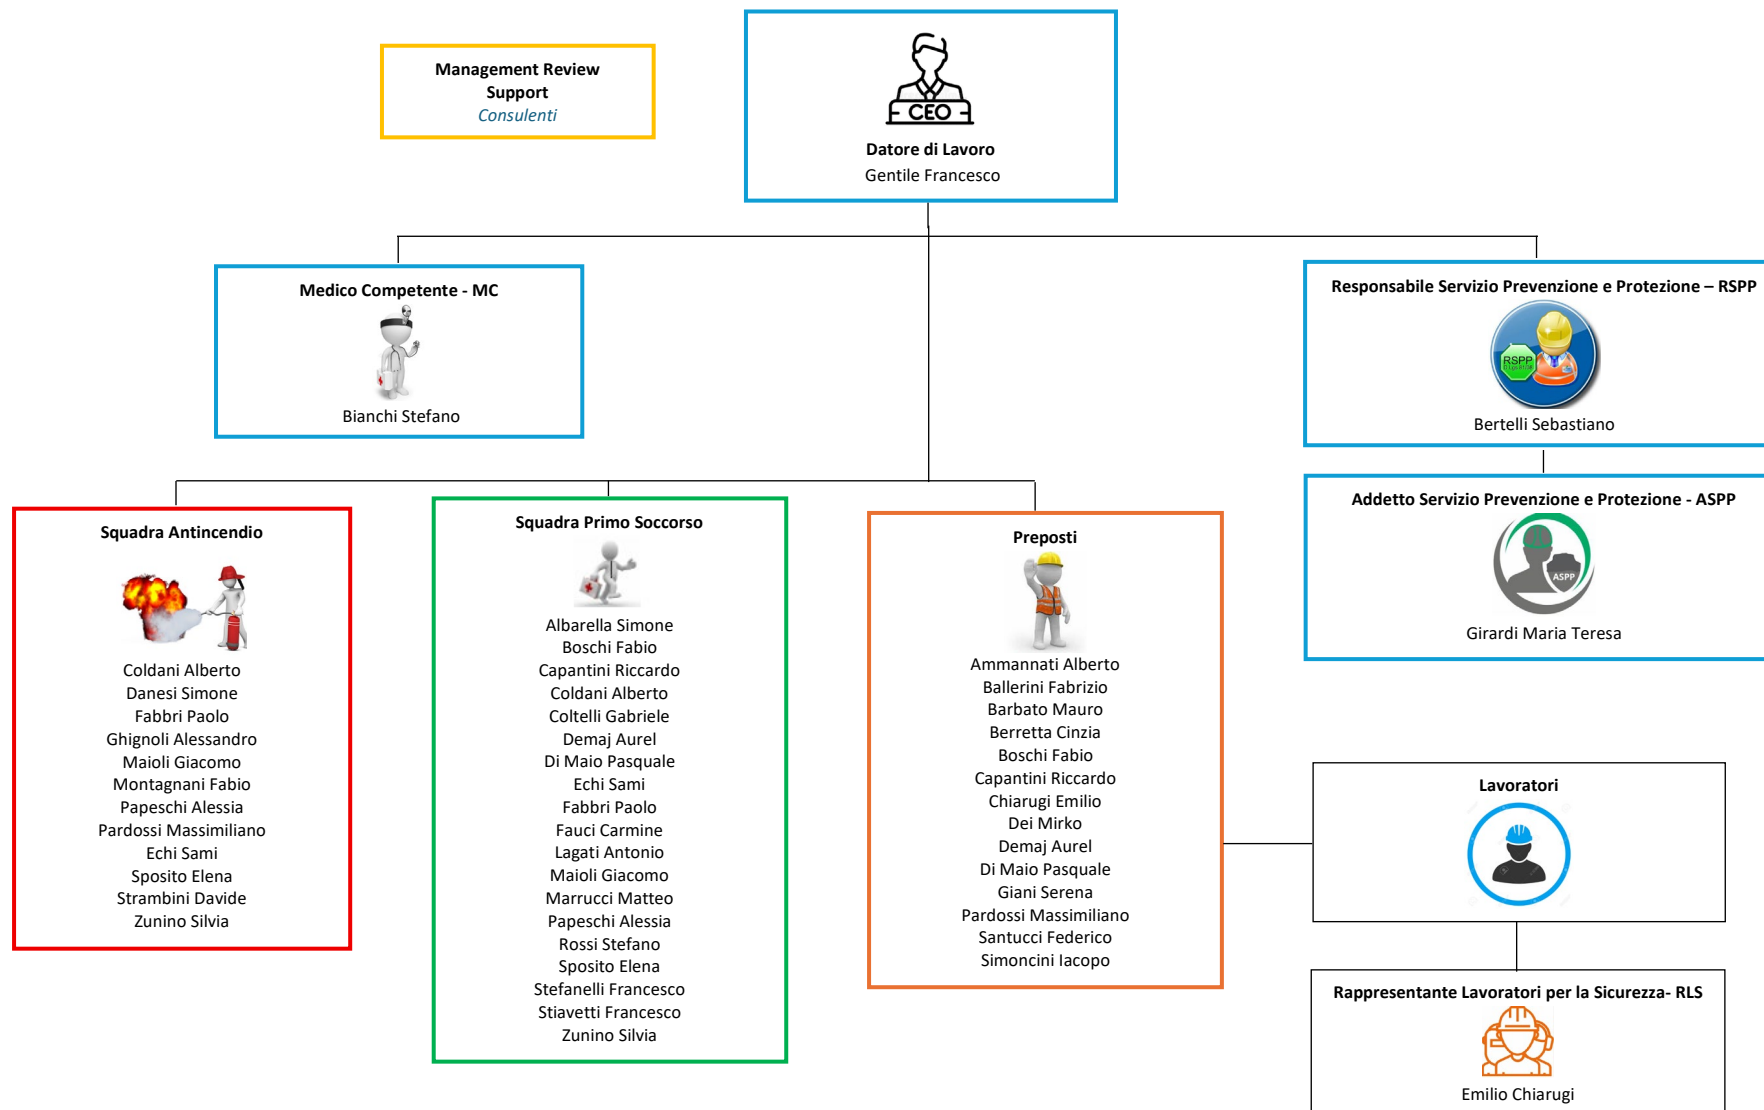 Management Review
Support
Consulenti
CEO
Datore di Lavoro
Gentile Francesco
Medico Competente - MC
Bianchi Stefano
Responsabile Servizio Prevenzione e Protezione – RSPP
RSPP
Bertelli Sebastiano
Addetto Servizio Prevenzione e Protezione - ASPP
ASPP
Girardi Maria Teresa
Squadra Antincendio
Coldani Alberto
Danesi Simone
Fabbri Paolo
Ghignoli Alessandro
Maioli Giacomo
Montagnani Fabio
Papeschi Alessia
Pardossi Massimiliano
Echi Sami
Sposito Elena
Strambini Davide
Zunino Silvia
Squadra Primo Soccorso
Albarella Simone
Boschi Fabio
Capantini Riccardo
Coldani Alberto
Coltelli Gabriele
Demaj Aurel
Di Maio Pasquale
Echi Sami
Fabbri Paolo
Fauci Carmine
Lagati Antonio
Maioli Giacomo
Marrucci Matteo
Papeschi Alessia
Rossi Stefano
Sposito Elena
Stefanelli Francesco
Stiavetti Francesco
Zunino Silvia
Preposti
Ammannati Alberto
Ballerini Fabrizio
Barbato Mauro
Berretta Cinzia
Boschi Fabio
Capantini Riccardo
Chiarugi Emilio
Dei Mirko
Demaj Aurel
Di Maio Pasquale
Giani Serena
Pardossi Massimiliano
Santucci Federico
Simoncini Iacopo
Lavoratori
Rappresentante Lavoratori per la Sicurezza- RLS
Emilio Chiarugi